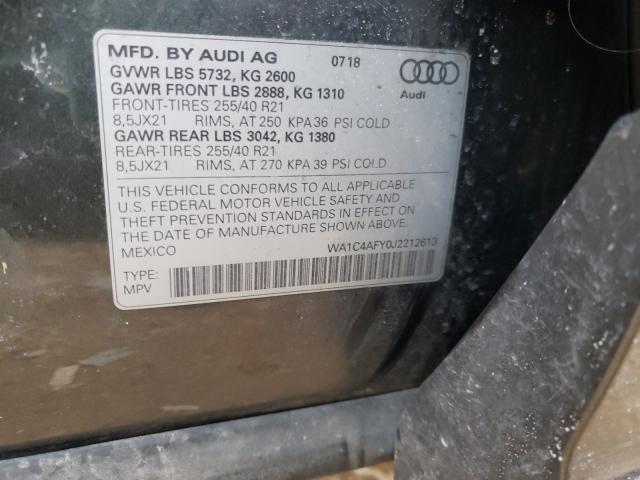 MFD. BY AUDI AG 07 18
GVWR LBS 5732, KG 2600
GAWR FRONT LBS 2888, KG 1310
FRONT-TIRES 255/40 R21
8,5JX21 RIMS, AT 250 KPA 36 PSI COLD
GAWR REAR LBS 3042, KG 1380
REAR-TIRES 255/40 R21
8,5JX21 RIMS, AT 270 KPA 39 PSI COLD
Audi
THIS VEHICLE CONFORMS TO ALL APPLICABLE
U.S. FEDERAL MOTOR VEHICLE SAFETY AND
THEFT PREVENTION STANDARDS IN EFFECT ON
THE DATE OF MANUFACTURE SHOWN ABOVE.
MEXICO WA1C4AFY0J2212613
TYPE:
MPV